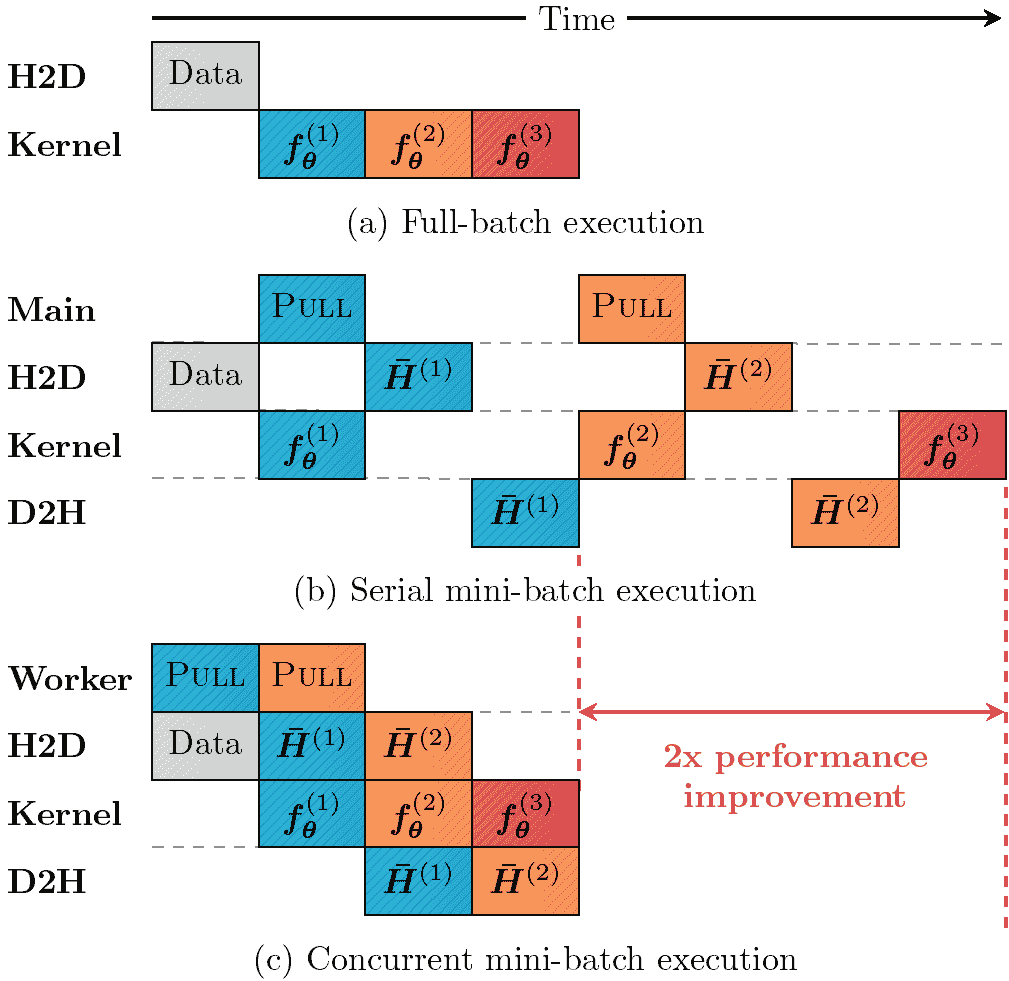 Time
H2D Data
Kernel f_θ^(1) f_θ^(2) f_θ^(3)
(a) Full-batch execution
Main PULL PULL
H2D Data H̄^(1) H̄^(2)
Kernel f_θ^(1) f_θ^(2) f_θ^(3)
D2H H̄^(1) H̄^(2)
(b) Serial mini-batch execution
Worker PULL PULL
H2D Data H̄^(1) H̄^(2)
2x performance
improvement
Kernel f_θ^(1) f_θ^(2) f_θ^(3)
D2H H̄^(1) H̄^(2)
(c) Concurrent mini-batch execution